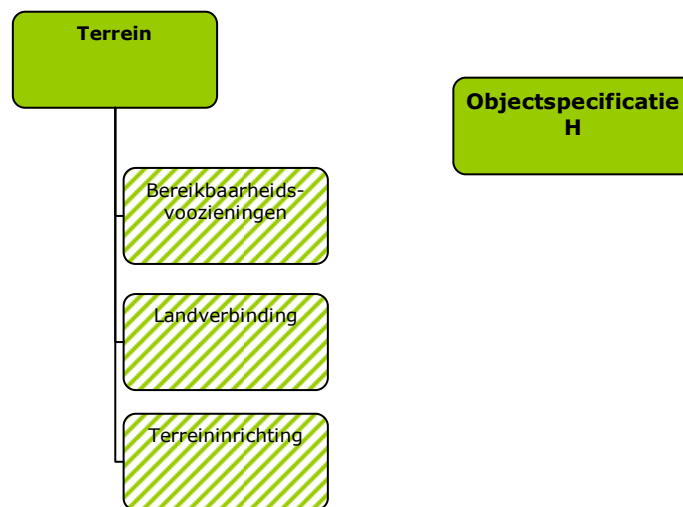 Terrein
Objectspecificatie
H
Bereikbaarheids-
voozieningen
Landverbinding
Terreininrichting